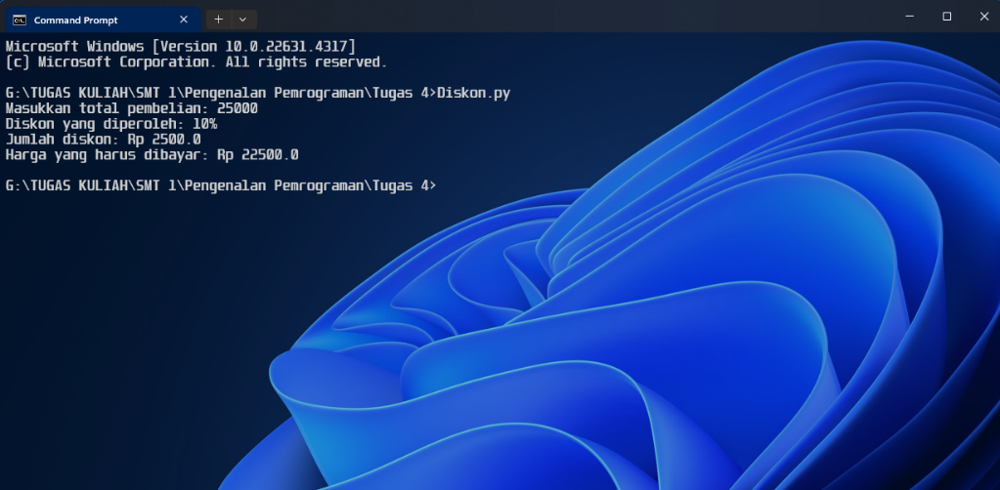 Command Prompt
Microsoft Windows [Version 10.0.22631.4317]
(c) Microsoft Corporation. All rights reserved.
G:\TUGAS KULIAH\SMT 1\Pengenalan Pemrograman\Tugas 4>Diskon.py
Masukkan total pembelian: 25000
Diskon yang diperoleh: 10%
Jumlah diskon: Rp 2500.0
Harga yang harus dibayar: Rp 22500.0
G:\TUGAS KULIAH\SMT 1\Pengenalan Pemrograman\Tugas 4>